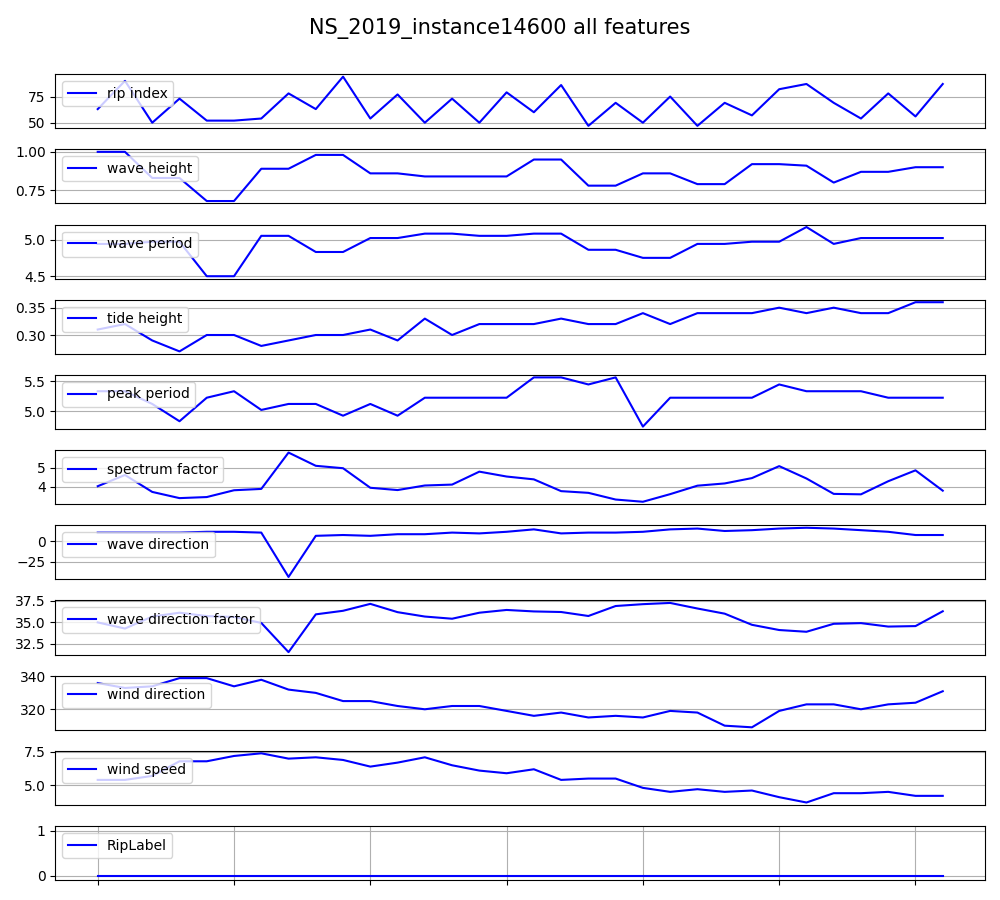 NS_2019_instance14600 all features
75
50
rip index
1.00
0.75
wave height
5.0
4.5
wave period
0.35
0.30
tide height
5.5
5.0
peak period
5
4
spectrum factor
0
−25
wave direction
37.5
35.0
32.5
wave direction factor
340
320
wind direction
7.5
5.0
wind speed
1
0
RipLabel